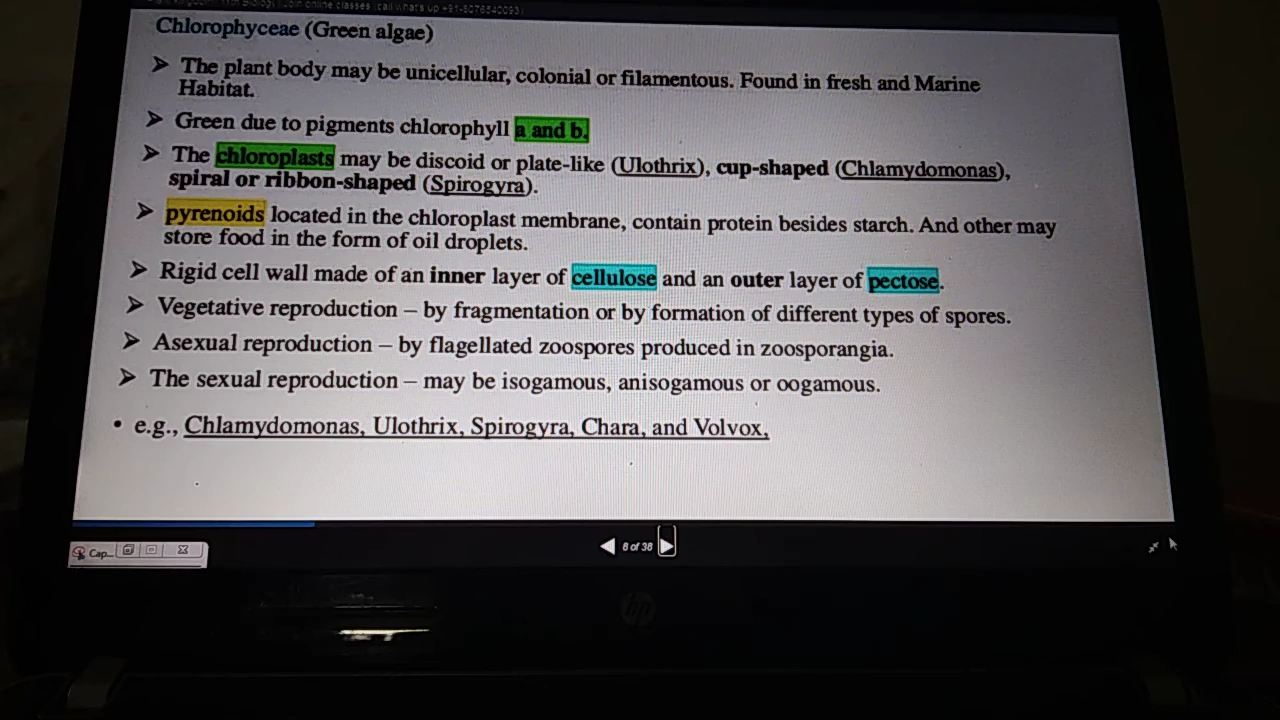 online classes
Chlorophyceae (Green algae)
➤ The plant body may be unicellular, colonial or filamentous. Found in fresh and Marine
Habitat.
➤ Green due to pigments chlorophyll a and b.
➤ The chloroplasts may be discoid or plate-like (Ulothrix), cup-shaped (Chlamydomonas),
spiral or ribbon-shaped (Spirogyra).
➤ pyrenoids located in the chloroplast membrane, contain protein besides starch. And other may
store food in the form of oil droplets.
➤ Rigid cell wall made of an inner layer of cellulose and an outer layer of pectose.
➤ Vegetative reproduction – by fragmentation or by formation of different types of spores.
➤ Asexual reproduction – by flagellated zoospores produced in zoosporangia.
➤ The sexual reproduction – may be isogamous, anisogamous or oogamous.
• e.g., Chlamydomonas, Ulothrix, Spirogyra, Chara, and Volvox,
Cap...
of 38
hp